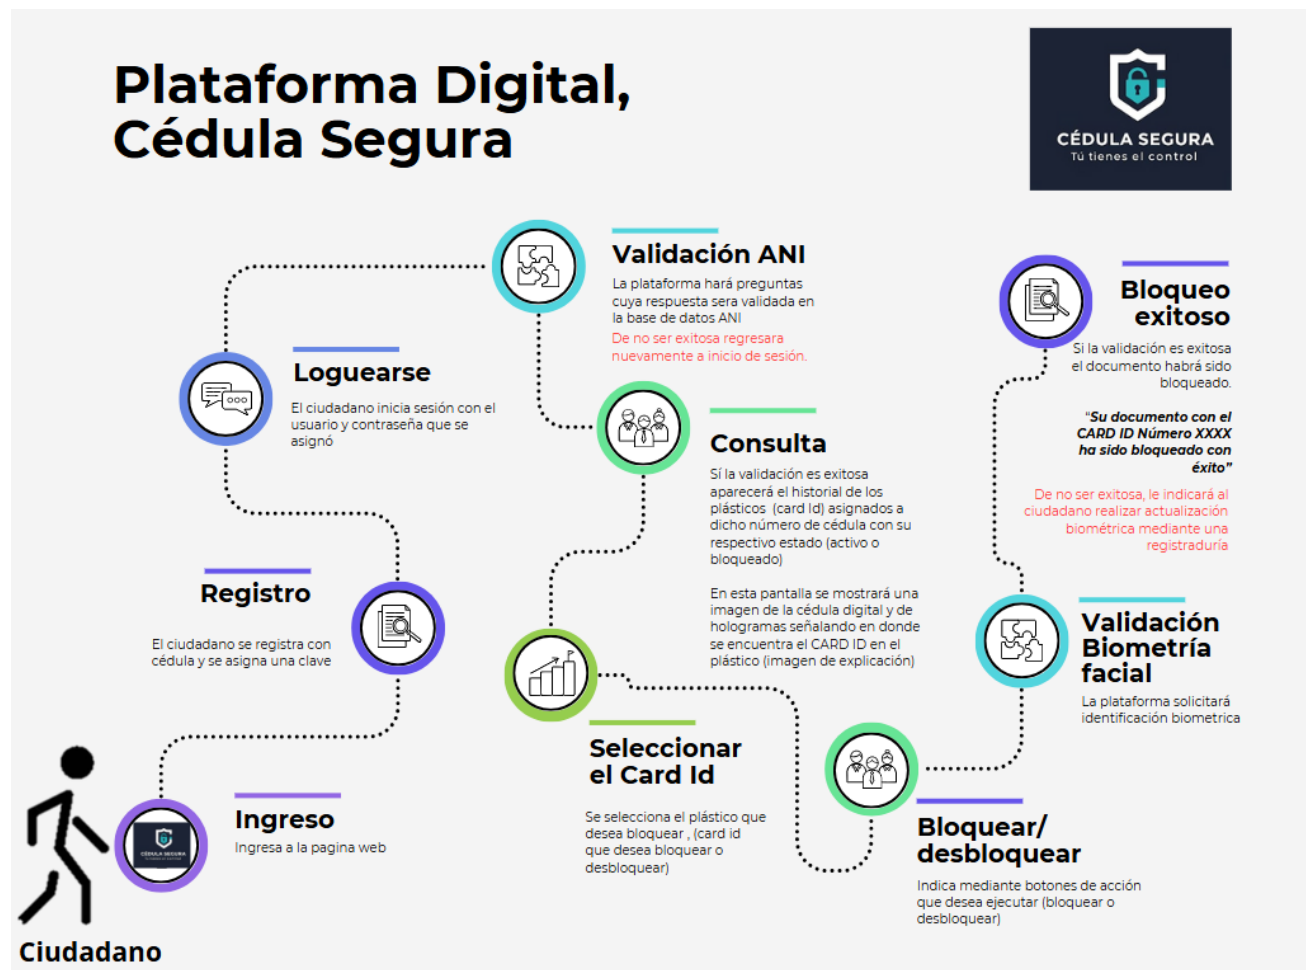 Plataforma Digital,
Cédula Segura
CÉDULA SEGURA
Tú tienes el control
Validación ANI
La plataforma hará preguntas
cuya respuesta sera validada en
la base de datos ANI
De no ser exitosa regresara
nuevamente a inicio de sesión.
Bloqueo
exitoso
Si la validación es exitosa
el documento habrá sido
bloqueado.
“Su documento con el
CARD ID Número XXXX
ha sido bloqueado con
éxito”
De no ser exitosa, le indicará al
ciudadano realizar actualización
biométrica mediante una
registraduría
Loguearse
El ciudadano inicia sesión con el
usuario y contraseña que se
asignó
Consulta
Sí la validación es exitosa
aparecerá el historial de los
plásticos (card Id) asignados a
dicho número de cédula con su
respectivo estado (activo o
bloqueado)
En esta pantalla se mostrará una
imagen de la cédula digital y de
hologramas señalando en donde
se encuentra el CARD ID en el
plástico (imagen de explicación)
Registro
El ciudadano se registra con
cédula y se asigna una clave
Validación
Biometría
facial
La plataforma solicitará
identificación biometrica
Seleccionar
el Card Id
Se selecciona el plástico que
desea bloquear , (card id
que desea bloquear o
desbloquear)
Bloquear/
desbloquear
Indica mediante botones de acción
que desea ejecutar (bloquear o
desbloquear)
Ingreso
Ingresa a la pagina web
CÉDULA SEGURA
Ciudadano